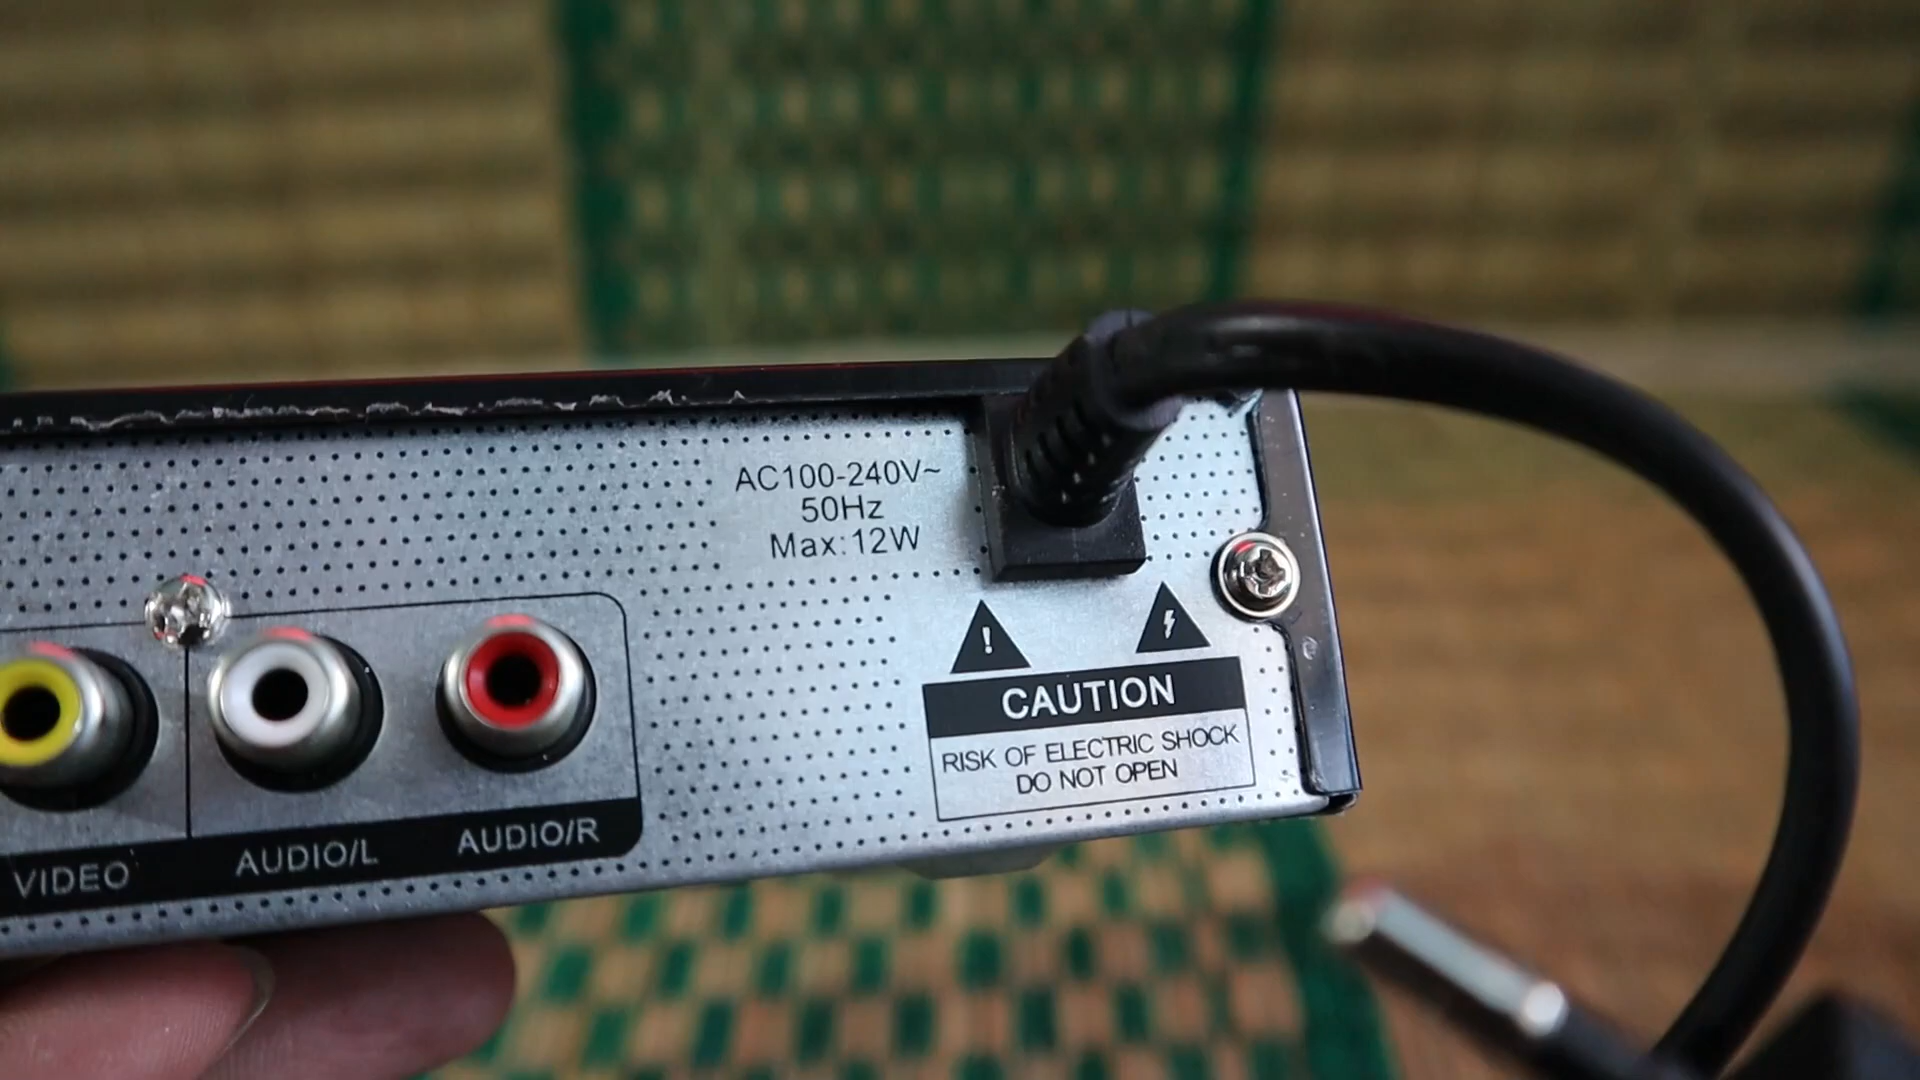 AC100-240V~
50Hz
Max:12W
!
CAUTION
RISK OF ELECTRIC SHOCK
DO NOT OPEN
VIDEO
AUDIO/L
AUDIO/R